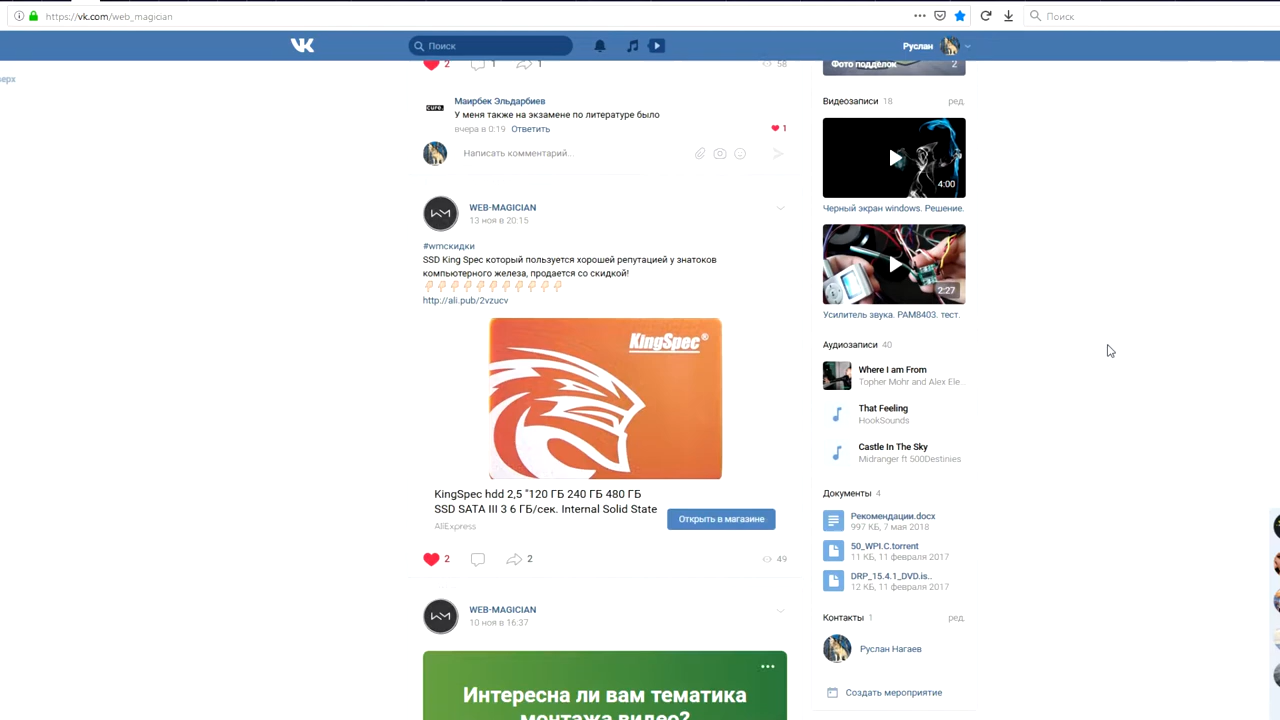 https://vk.com/web_magician
Поиск
Поиск
Руслан
верх
2
1
1
58
Маирбек Эльдарбиев
cure.
У меня также на экзамене по литературе было
вчера в 0:19 Ответить
1
Написать комментарий...
WEB-MAGICIAN
13 ноя в 20:15
#wmскидки
SSD King Spec который пользуется хорошей репутацией у знатоков
компьютерного железа, продается со скидкой!
http://ali.pub/2vzucv
KingSpec®
KingSpec hdd 2,5 "120 ГБ 240 ГБ 480 ГБ
SSD SATA III 3 6 ГБ/сек. Internal Solid State
AliExpress
Открыть в магазине
2
2
49
WEB-MAGICIAN
10 ноя в 16:37
Интересна ли вам тематика
монтажа видео?
Фото подделок 2
Видеозаписи 18 ред.
4:00
Черный экран windows. Решение.
2:27
Усилитель звука. PAM8403. тест.
Аудиозаписи 40
Where I am From
Topher Mohr and Alex Ele...
That Feeling
HookSounds
Castle In The Sky
Midranger ft 500Destinies
Документы 4
Рекомендации.docx
997 КБ, 7 мая 2018
50_WPI.C.torrent
11 КБ, 11 февраля 2017
DRP_15.4.1_DVD.is..
12 КБ, 11 февраля 2017
Контакты 1 ред.
Руслан Нагаев
Создать мероприятие